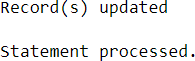 Record(s) updated
Statement processed.